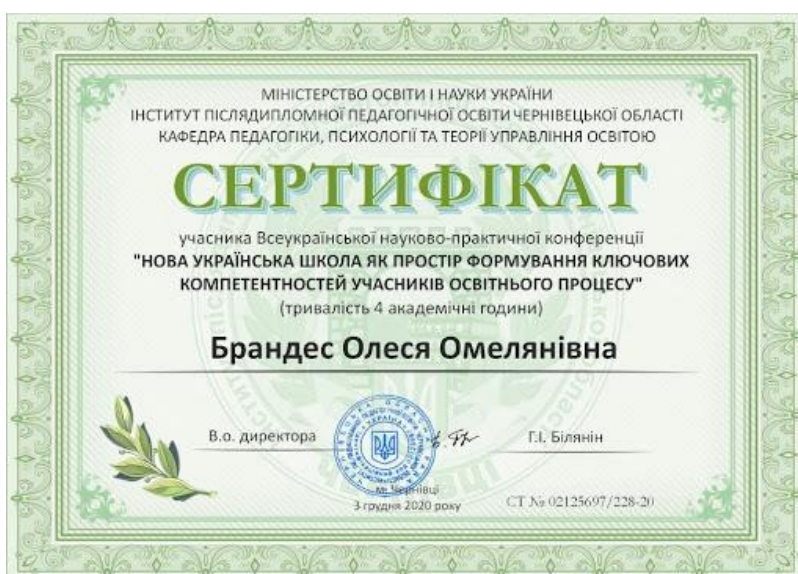 МІНІСТЕРСТВО ОСВІТИ І НАУКИ УКРАЇНИ
ІНСТИТУТ ПІСЛЯДИПЛОМНОЇ ПЕДАГОГІЧНОЇ ОСВІТИ ЧЕРНІВЕЦЬКОЇ ОБЛАСТІ
КАФЕДРА ПЕДАГОГІКИ, ПСИХОЛОГІЇ ТА ТЕОРІЇ УПРАВЛІННЯ ОСВІТОЮ
СЕРТИФІКАТ
учасника Всеукраїнської науково-практичної конференції
"НОВА УКРАЇНСЬКА ШКОЛА ЯК ПРОСТІР ФОРМУВАННЯ КЛЮЧОВИХ
КОМПЕТЕНТНОСТЕЙ УЧАСНИКІВ ОСВІТНЬОГО ПРОЦЕСУ"
(тривалість 4 академічні години)
Брандес Олеся Омелянівна
В.о. директора Г.І. Білянін
м. Чернівці
3 грудня 2020 року
СТ № 02125697/228-20